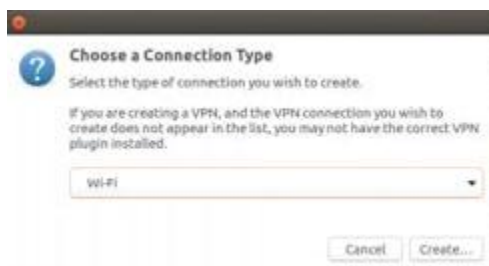 Choose a Connection Type
Select the type of connection you wish to create.
If you are creating a VPN, and the VPN connection you wish to
create does not appear in the list, you may not have the correct VPN
plugin installed.
Wi-Fi
Cancel
Create...